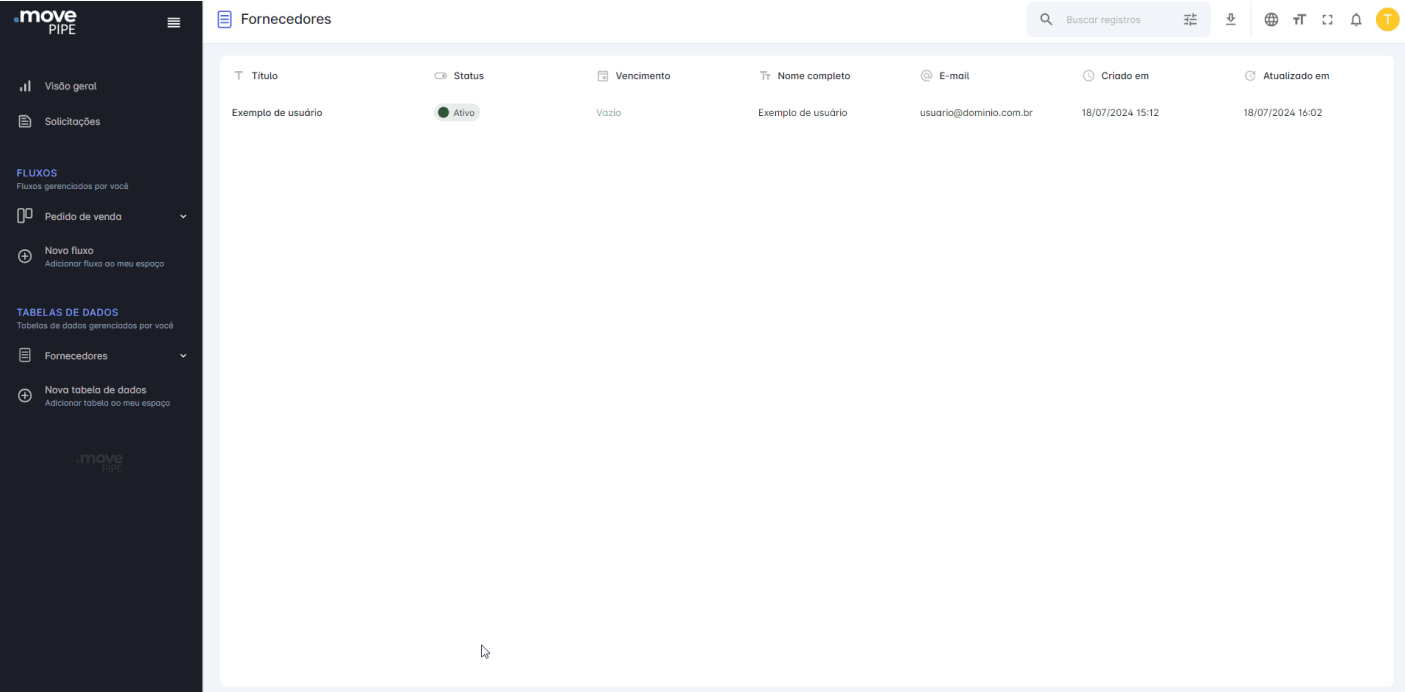 .move
PIPE
Fornecedores
Buscar registros
T
Visão geral
Solicitações
FLUXOS
Fluxos gerenciados por você
Pedido de venda
Novo fluxo
Adicionar fluxo ao meu espaço
TABELAS DE DADOS
Tabelas de dados gerenciados por você
Fornecedores
Nova tabela de dados
Adicionar tabela ao meu espaço
.move
PIPE
Título Status Vencimento Nome completo E-mail Criado em Atualizado em
Exemplo de usuário Ativo Vazio Exemplo de usuário usuario@dominio.com.br 18/07/2024 15:12 18/07/2024 16:02